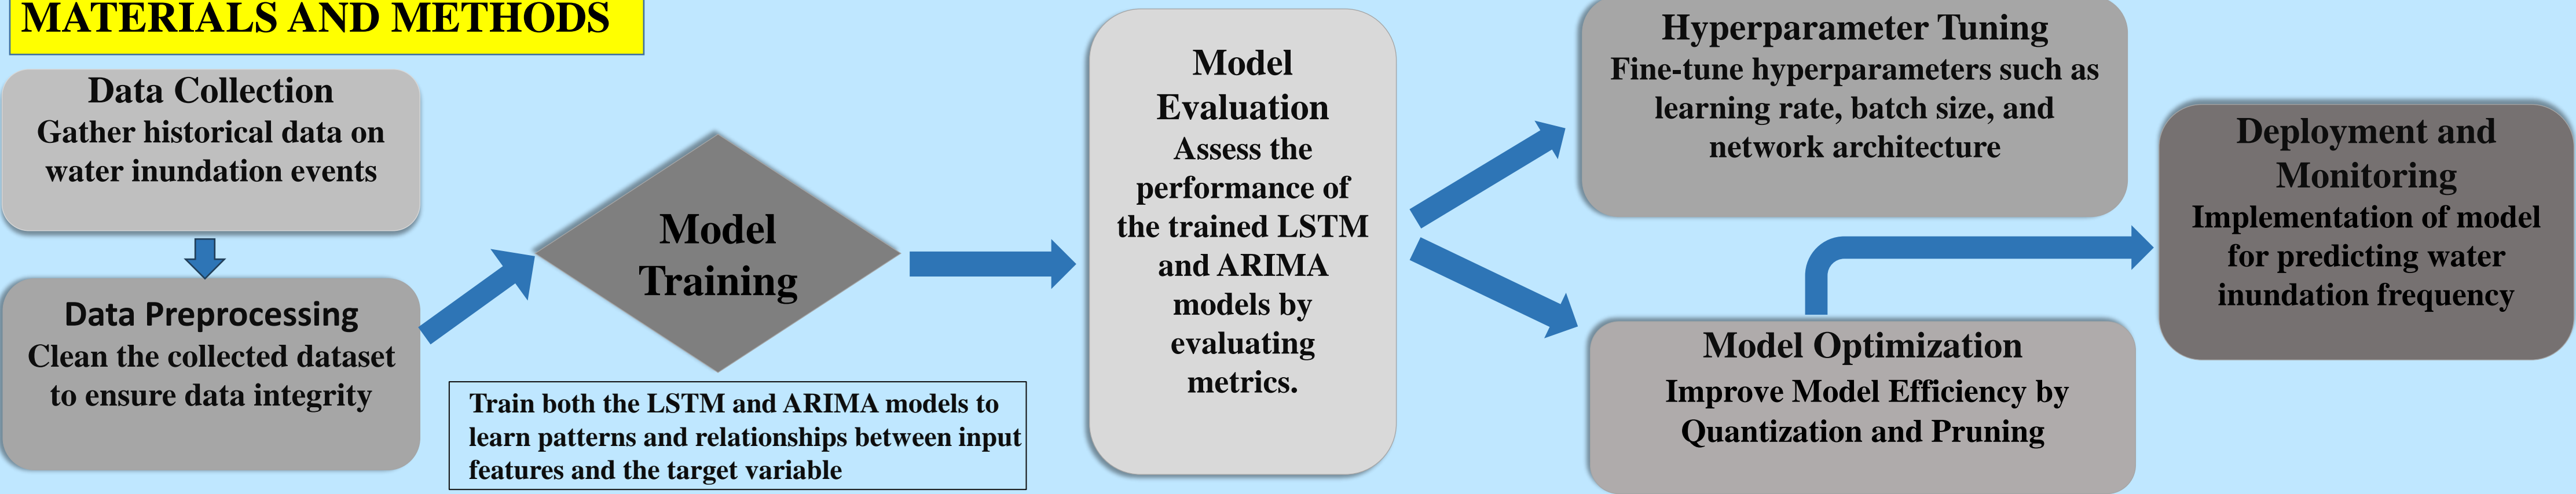 MATERIALS AND METHODS
Data Collection
Gather historical data on
water inundation events
Data Preprocessing
Clean the collected dataset
to ensure data integrity
Model
Training
Train both the LSTM and ARIMA models to
learn patterns and relationships between input
features and the target variable
Model
Evaluation
Assess the
performance of
the trained LSTM
and ARIMA
models by
evaluating
metrics.
Hyperparameter Tuning
Fine-tune hyperparameters such as
learning rate, batch size, and
network architecture
Model Optimization
Improve Model Efficiency by
Quantization and Pruning
Deployment and
Monitoring
Implementation of model
for predicting water
inundation frequency